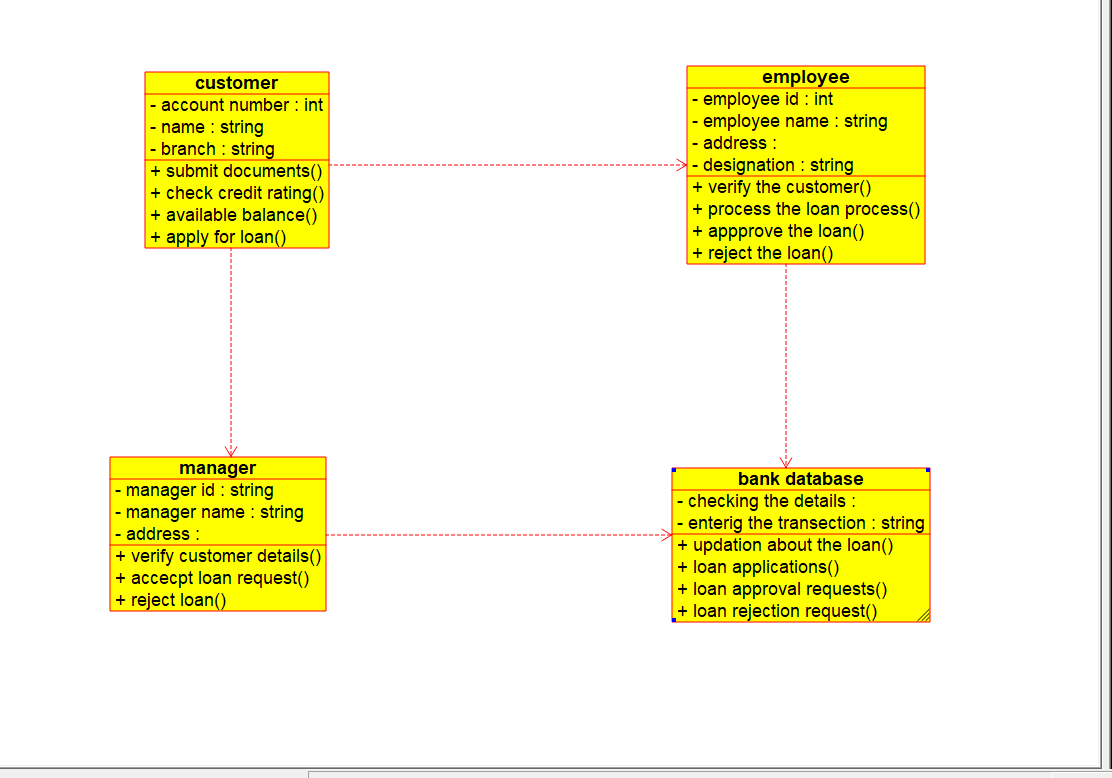 customer
- account number : int
- name : string
- branch : string
+ submit documents()
+ check credit rating()
+ available balance()
+ apply for loan()
employee
- employee id : int
- employee name : string
- address :
- designation : string
+ verify the customer()
+ process the loan process()
+ appprove the loan()
+ reject the loan()
manager
- manager id : string
- manager name : string
- address :
+ verify customer details()
+ accecpt loan request()
+ reject loan()
bank database
- checking the details :
- enterig the transection : string
+ updation about the loan()
+ loan applications()
+ loan approval requests()
+ loan rejection request()